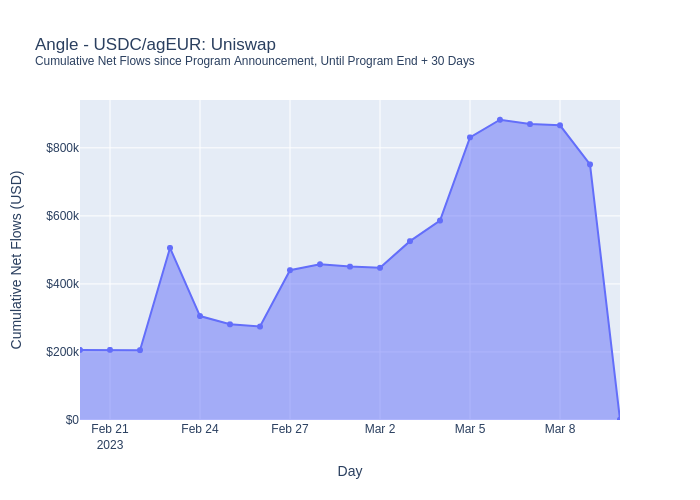 Angle - USDC/agEUR: Uniswap
Cumulative Net Flows since Program Announcement, Until Program End + 30 Days
Cumulative Net Flows (USD)
$800k
$600k
$400k
$200k
$0
Feb 21
2023
Feb 24
Feb 27
Mar 2
Mar 5
Mar 8
Day